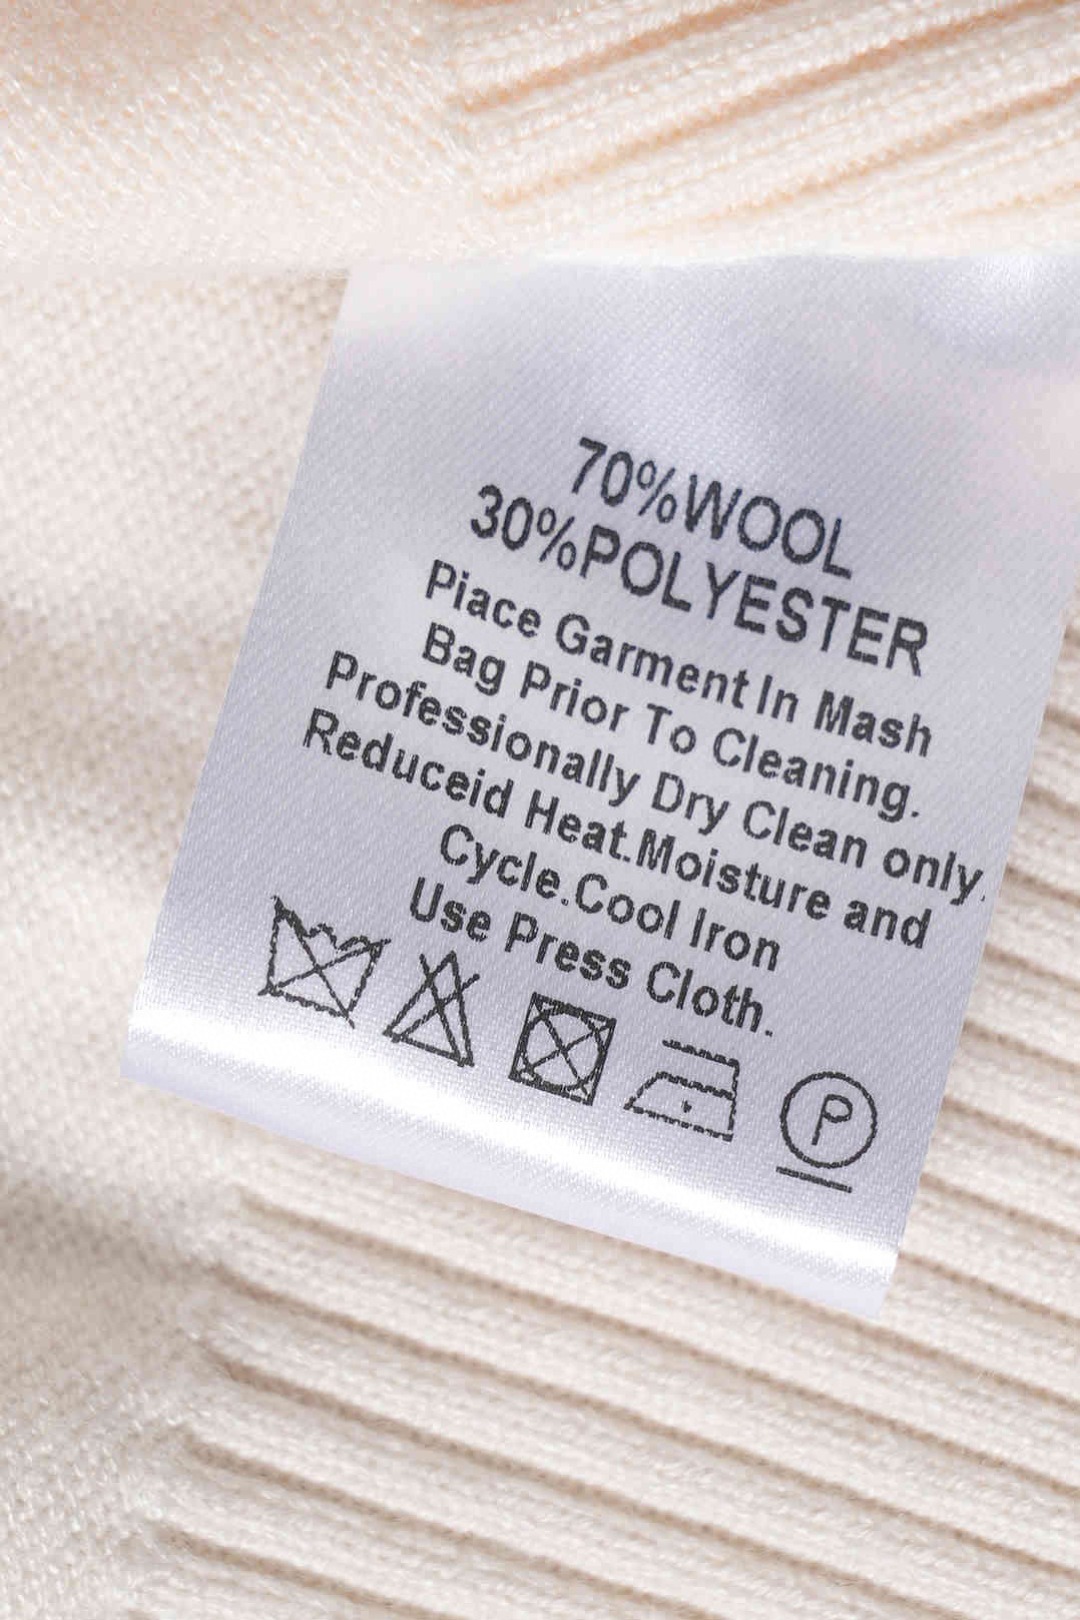 70%WOOL
30%POLYESTER
Piace Garment In Mash
Bag Prior To Cleaning.
Professionally Dry Clean only.
Reduceid Heat.Moisture and
Cycle.Cool Iron
Use Press Cloth.
P